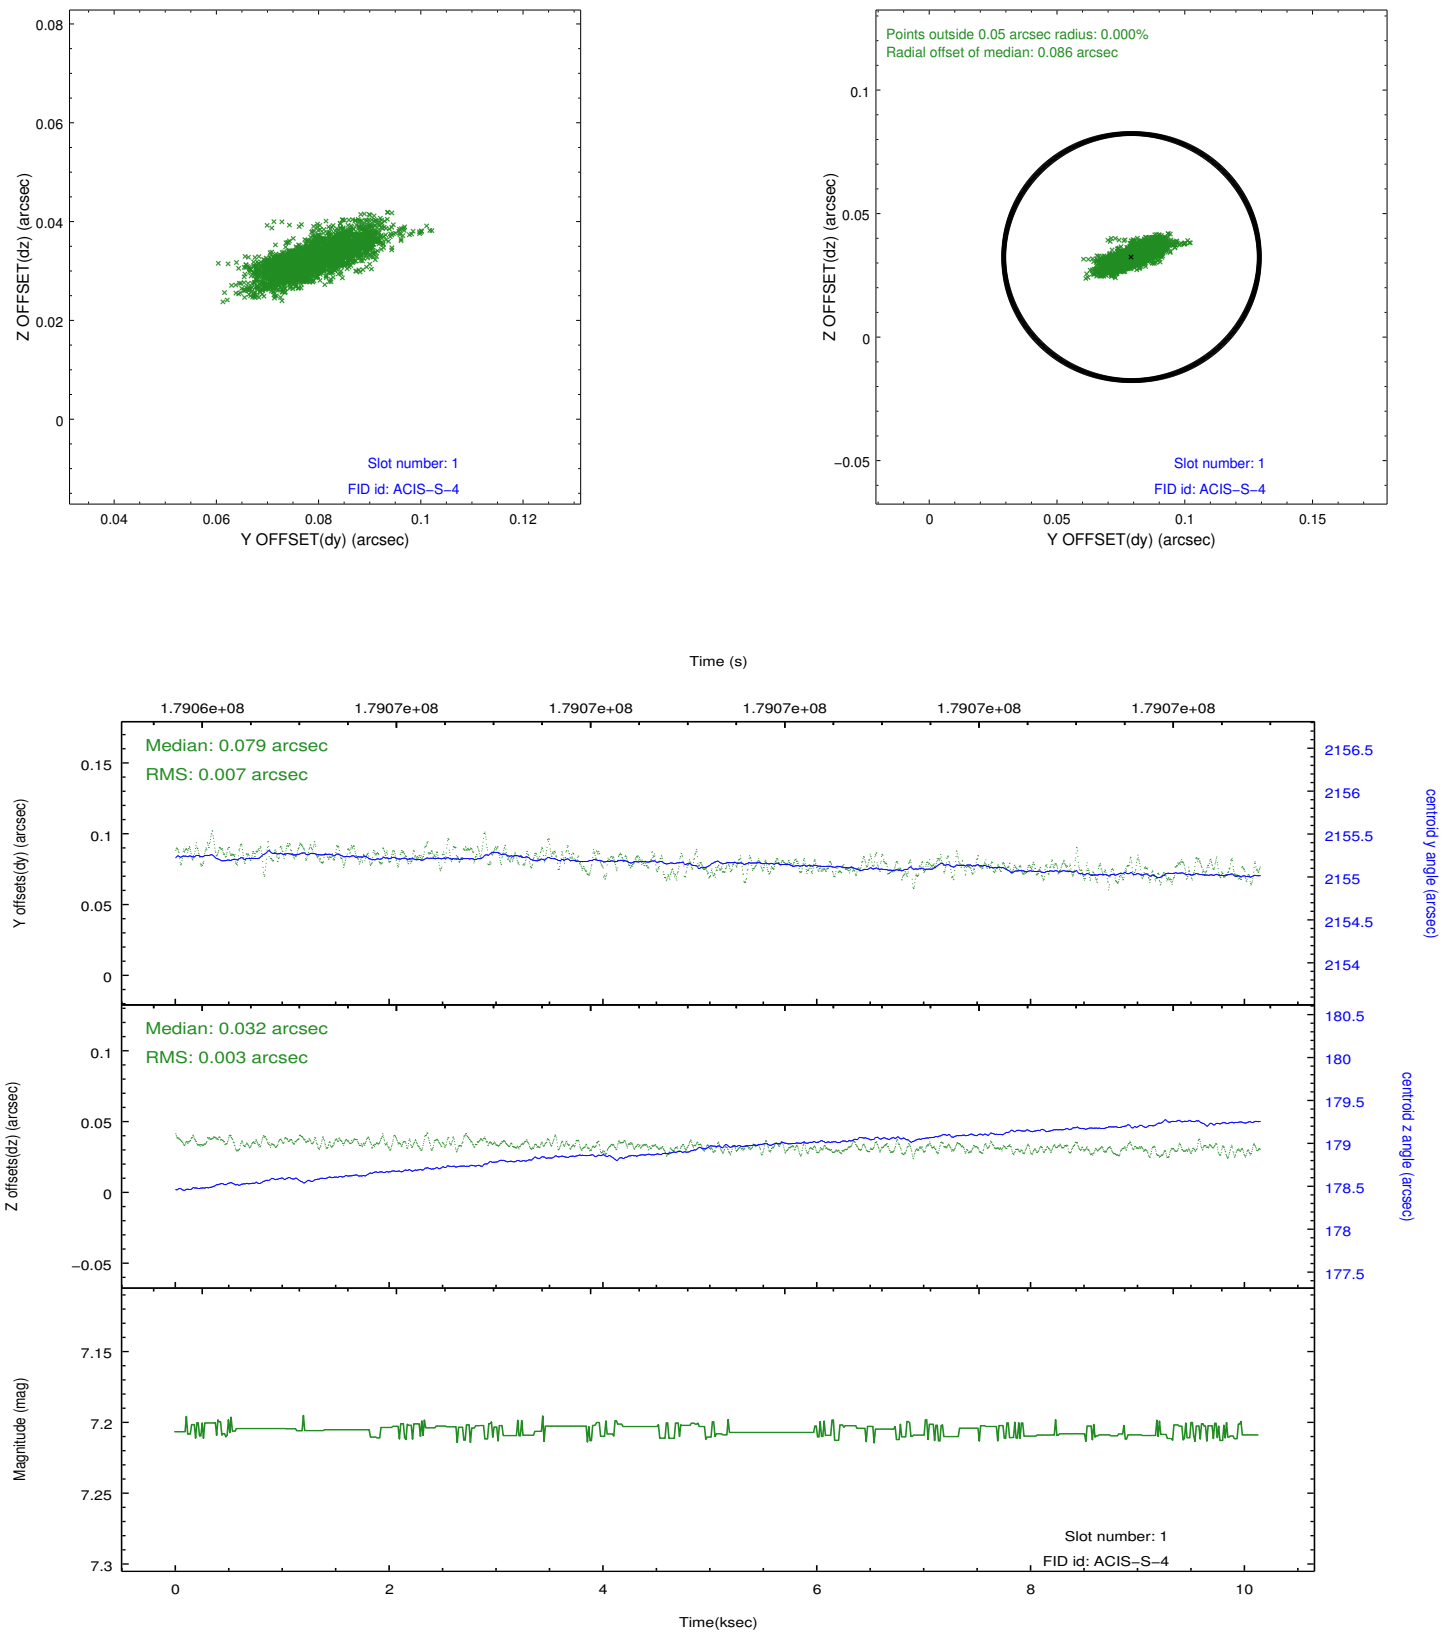 0.08
0.06
0.04
0.02
0
Z OFFSET(dz) (arcsec)
Slot number: 1
FID id: ACIS−S−4
0.04 0.06 0.08 0.1 0.12
Y OFFSET(dy) (arcsec)
Points outside 0.05 arcsec radius: 0.000%
Radial offset of median: 0.086 arcsec
0.1
0.05
0
−0.05
Z OFFSET(dz) (arcsec)
Slot number: 1
FID id: ACIS−S−4
0 0.05 0.1 0.15
Y OFFSET(dy) (arcsec)
Time (s)
1.7906e+08 1.7907e+08 1.7907e+08 1.7907e+08 1.7907e+08 1.7907e+08
Median: 0.079 arcsec
RMS: 0.007 arcsec
0.15
0.1
0.05
0
Y offsets(dy) (arcsec)
2156.5
2156
2155.5
2155
2154.5
2154
centroid y angle (arcsec)
Median: 0.032 arcsec
RMS: 0.003 arcsec
0.1
0.05
0
−0.05
Z offsets(dz) (arcsec)
180.5
180
179.5
179
178.5
178
177.5
centroid z angle (arcsec)
7.15
7.2
7.25
7.3
Magnitude (mag)
Slot number: 1
FID id: ACIS−S−4
0 2 4 6 8 10
Time(ksec)